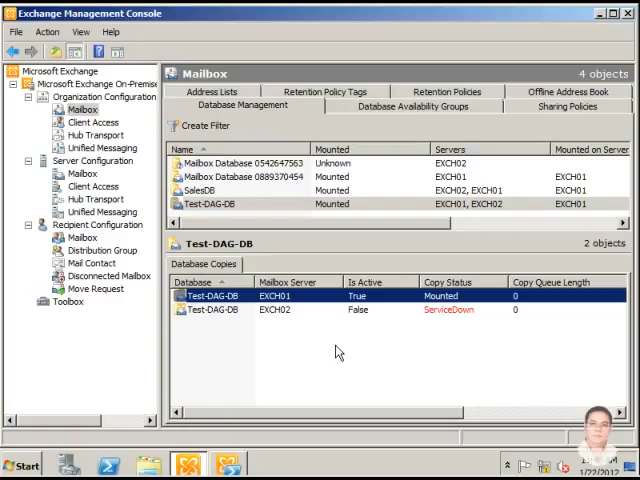 Exchange Management Console
File Action View Help
Microsoft Exchange
Microsoft Exchange On-Premise
Organization Configuration
Mailbox
Client Access
Hub Transport
Unified Messaging
Server Configuration
Mailbox
Client Access
Hub Transport
Unified Messaging
Recipient Configuration
Mailbox
Distribution Group
Mail Contact
Disconnected Mailbox
Move Request
Toolbox
Mailbox 4 objects
Address Lists Retention Policy Tags Retention Policies Offline Address Book
Database Management Database Availability Groups Sharing Policies
Create Filter
Name Mounted Servers Mounted on Server
Mailbox Database 0542647563 Unknown EXCH02
Mailbox Database 0889370454 Mounted EXCH01 EXCH01
SalesDB Mounted EXCH02, EXCH01 EXCH01
Test-DAG-DB Mounted EXCH01, EXCH02 EXCH01
Test-DAG-DB 2 objects
Database Copies
Database Mailbox Server Is Active Copy Status Copy Queue Length
Test-DAG-DB EXCH01 True Mounted 0
Test-DAG-DB EXCH02 False ServiceDown 0
Start
1/22/2012